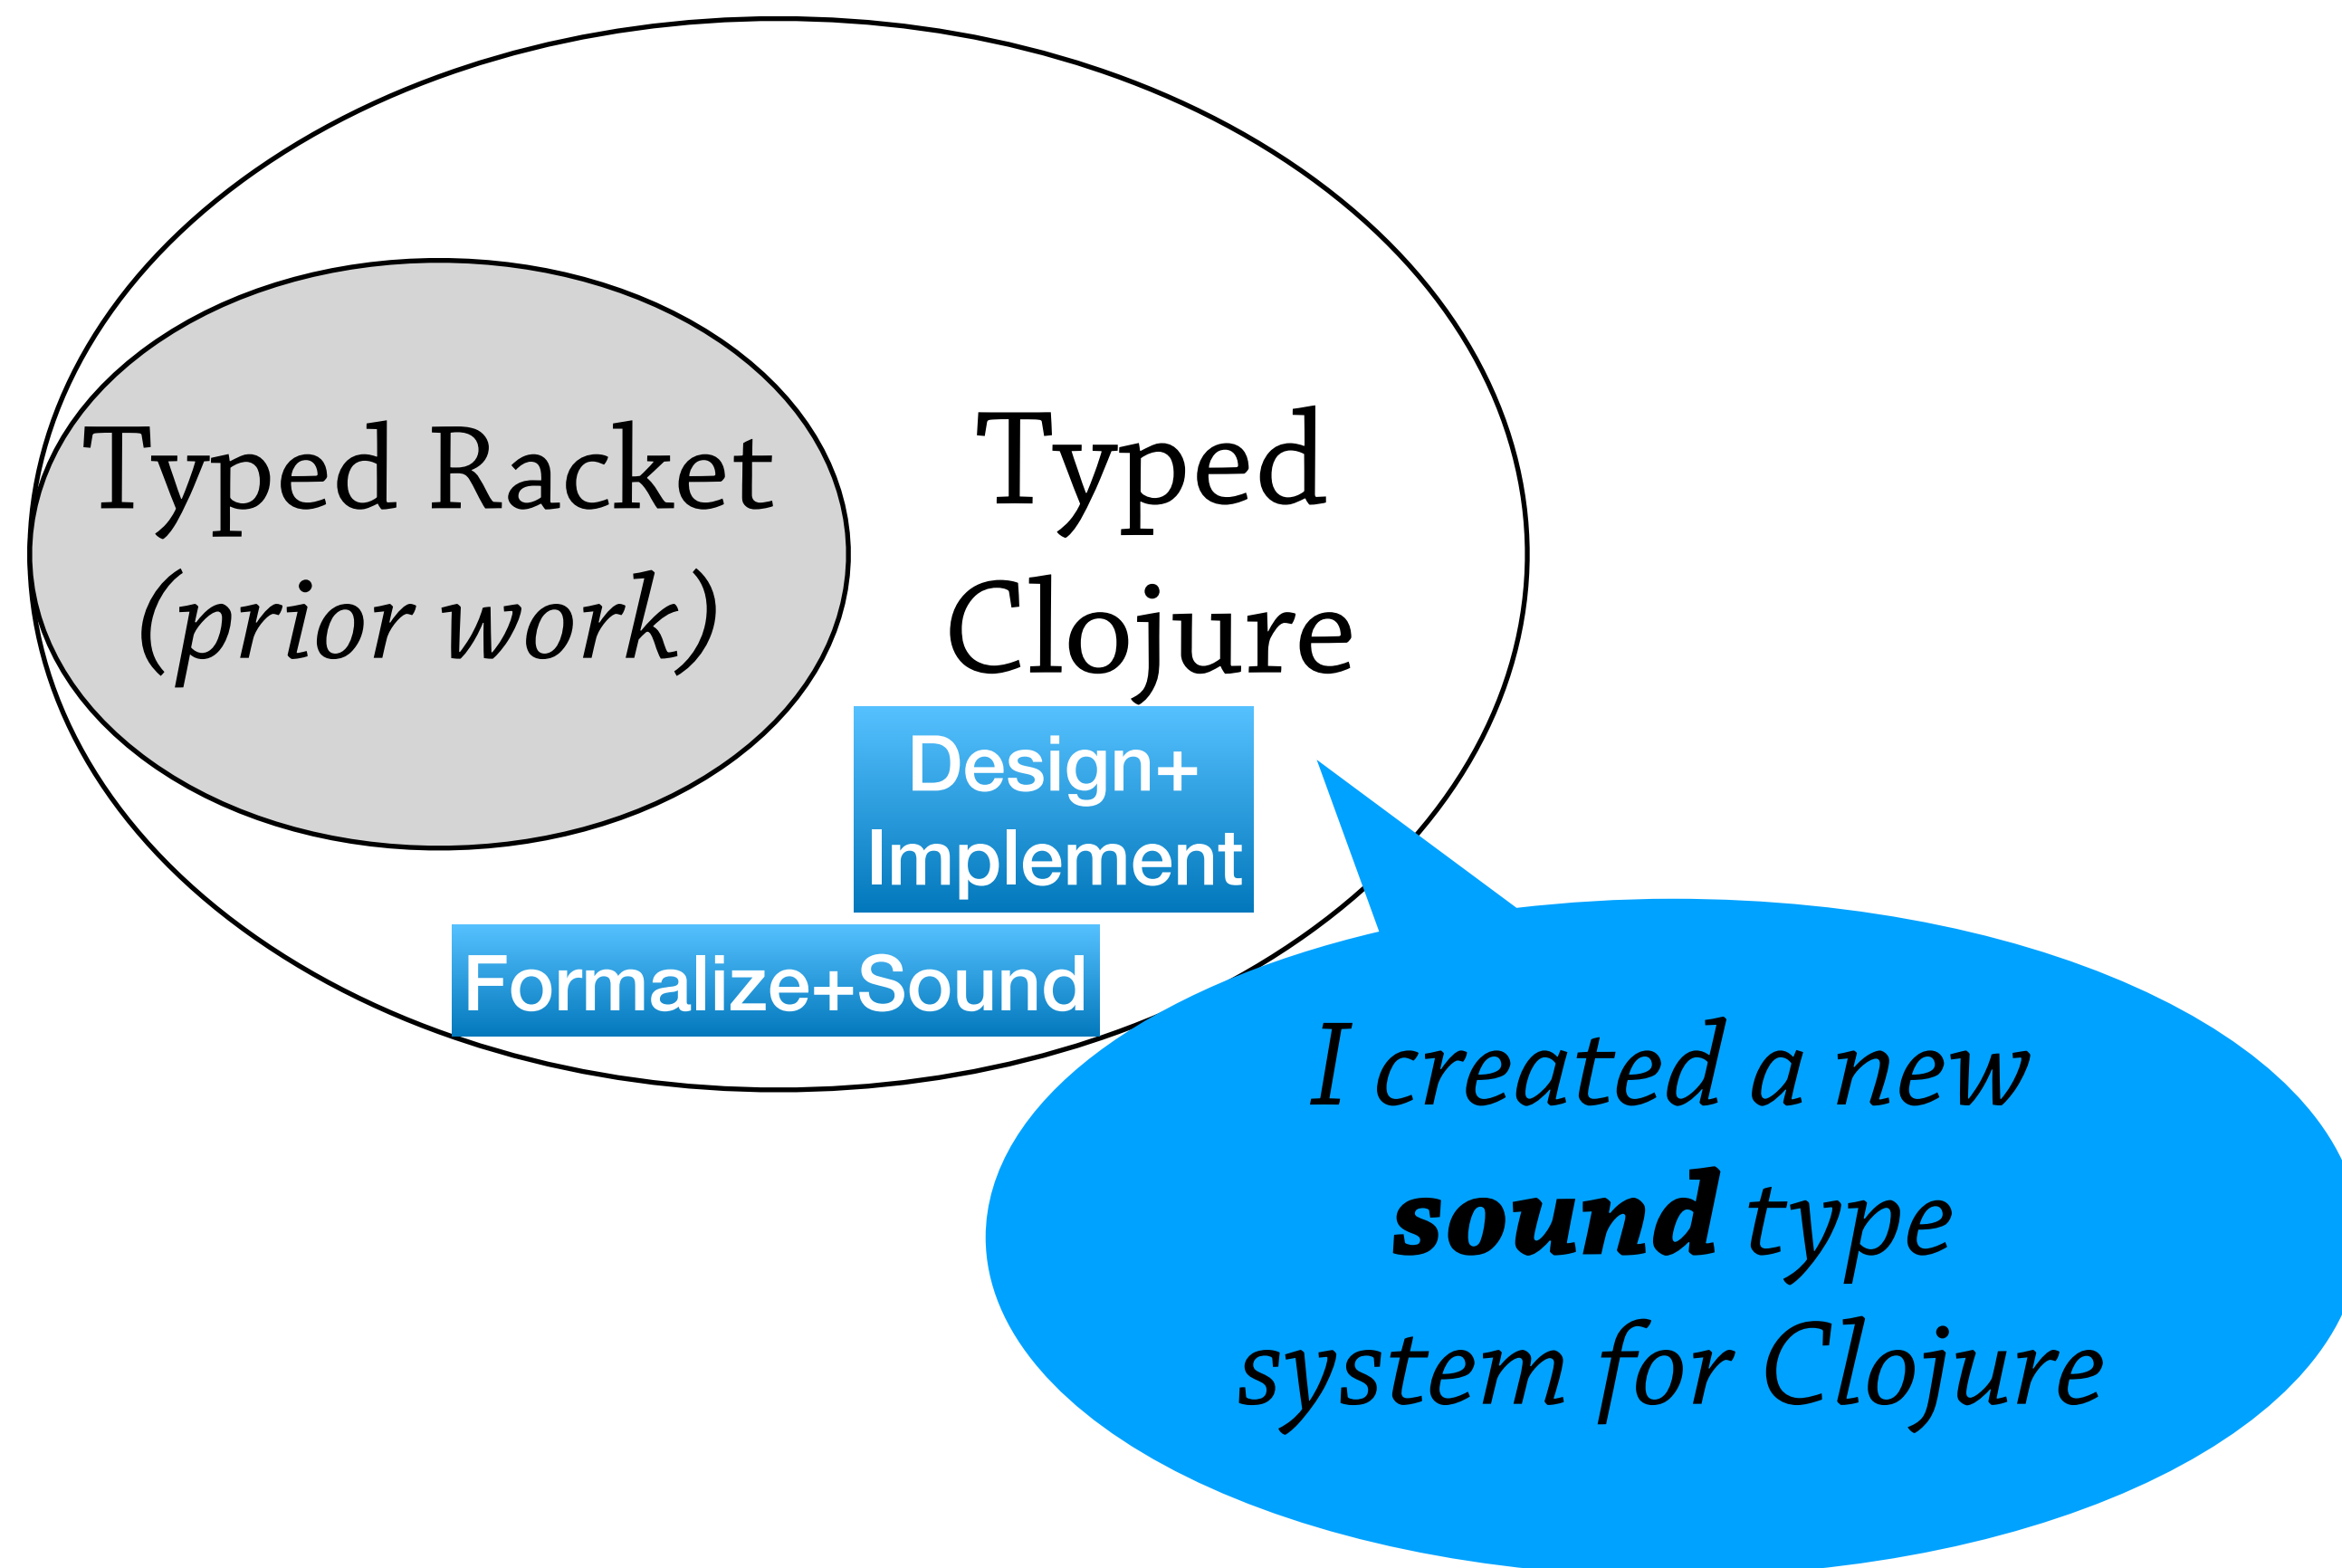 Typed Racket
(prior work)
Typed
Clojure
Design+
Implement
Formalize+Sound
I created a new
sound type
system for Clojure